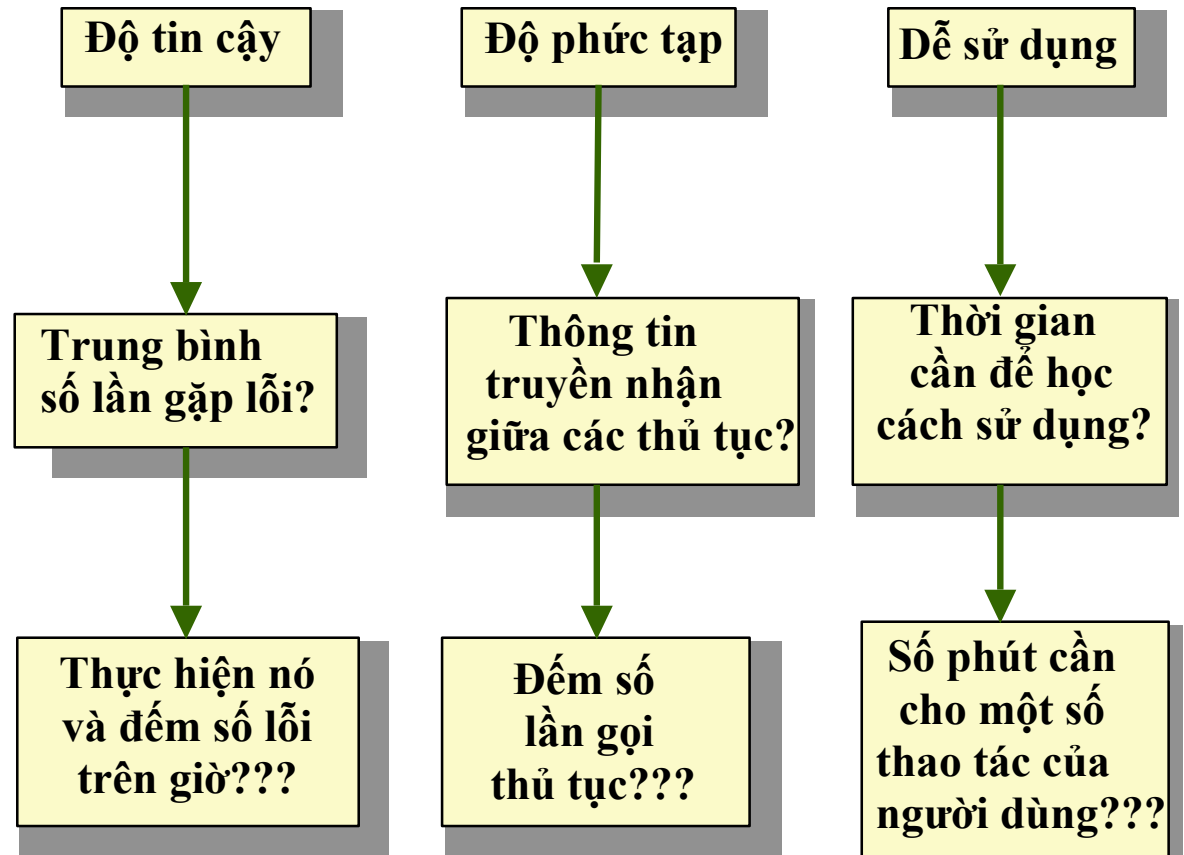 Độ tin cậy
Độ phức tạp
Dễ sử dụng
Trung bình
số lần gặp lỗi?
Thông tin
truyền nhận
giữa các thủ tục?
Thời gian
cần để học
cách sử dụng?
Thực hiện nó
và đếm số lỗi
trên giờ???
Đếm số
lần gọi
thủ tục???
Số phút cần
cho một số
thao tác của
người dùng???